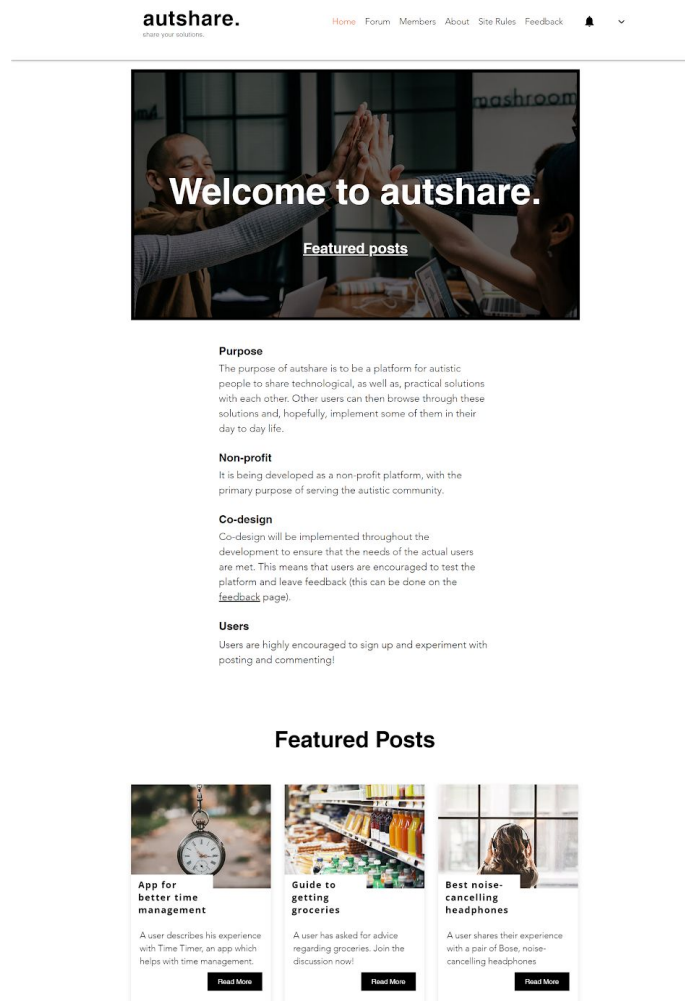 autshare.
share your solutions.
Home Forum Members About Site Rules Feedback
mashroom
Welcome to autshare.
Featured posts
Purpose
The purpose of autshare is to be a platform for autistic
people to share technological, as well as, practical solutions
with each other. Other users can then browse through these
solutions and, hopefully, implement some of them in their
day to day life.
Non-profit
It is being developed as a non-profit platform, with the
primary purpose of serving the autistic community.
Co-design
Co-design will be implemented throughout the
development to ensure that the needs of the actual users
are met. This means that users are encouraged to test the
platform and leave feedback (this can be done on the
feedback page).
Users
Users are highly encouraged to sign up and experiment with
posting and commenting!
Featured Posts
App for
better time
management
A user describes his experience
with Time Timer, an app which
helps with time management.
Read More
Guide to
getting
groceries
A user has asked for advice
regarding groceries. Join the
discussion now!
Read More
Best noise-
cancelling
headphones
A user shares their experience
with a pair of Bose, noise-
cancelling headphones
Read More